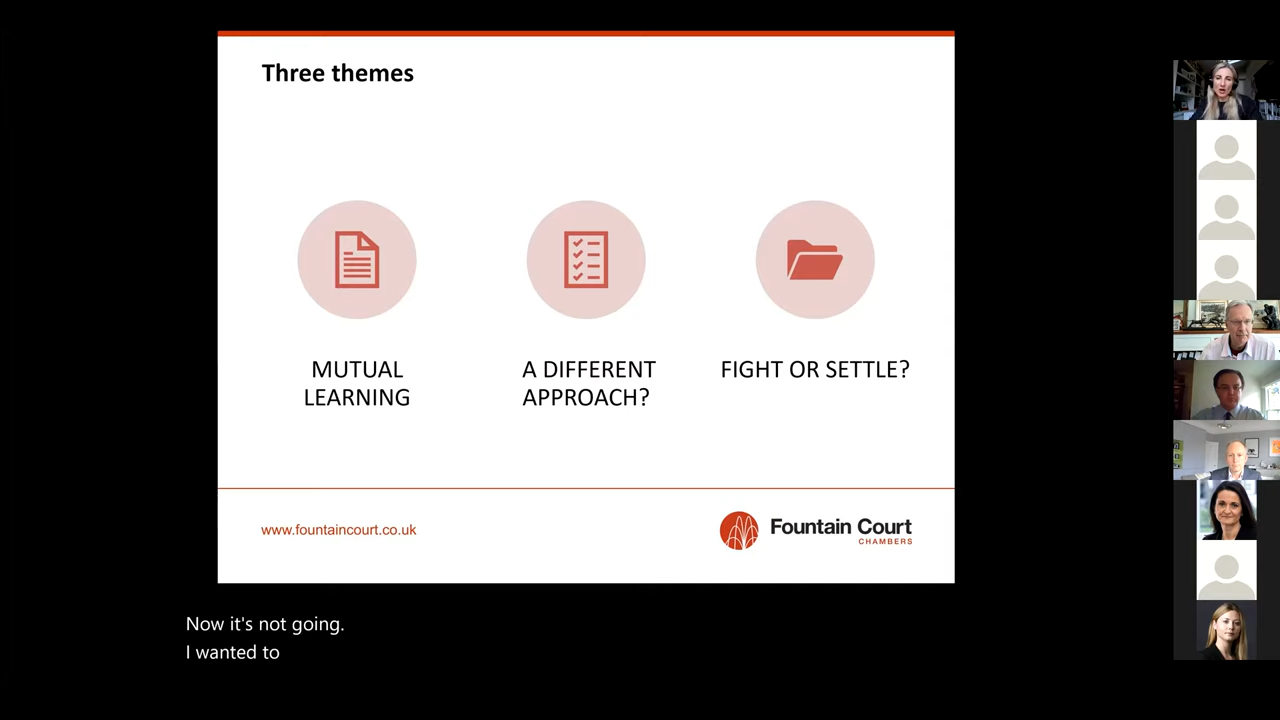 Three themes
MUTUAL
LEARNING
A DIFFERENT
APPROACH?
FIGHT OR SETTLE?
www.fountaincourt.co.uk
Fountain Court
CHAMBERS
Now it's not going.
I wanted to